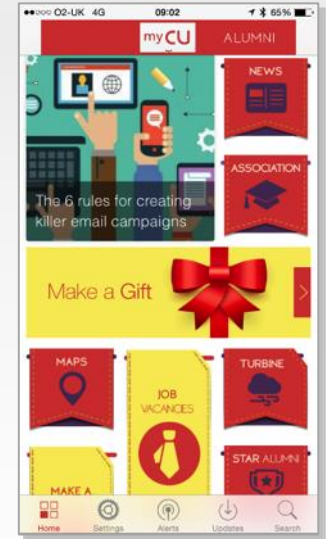 O2-UK 4G 09:02 65%
myCU ALUMNI
NEWS
The 6 rules for creating
killer email campaigns
ASSOCIATION
Make a Gift
MAPS
JOB
VACANCIES
TURBINE
MAKE A
STAR ALUMNI
Home Settings Alerts Updates Search